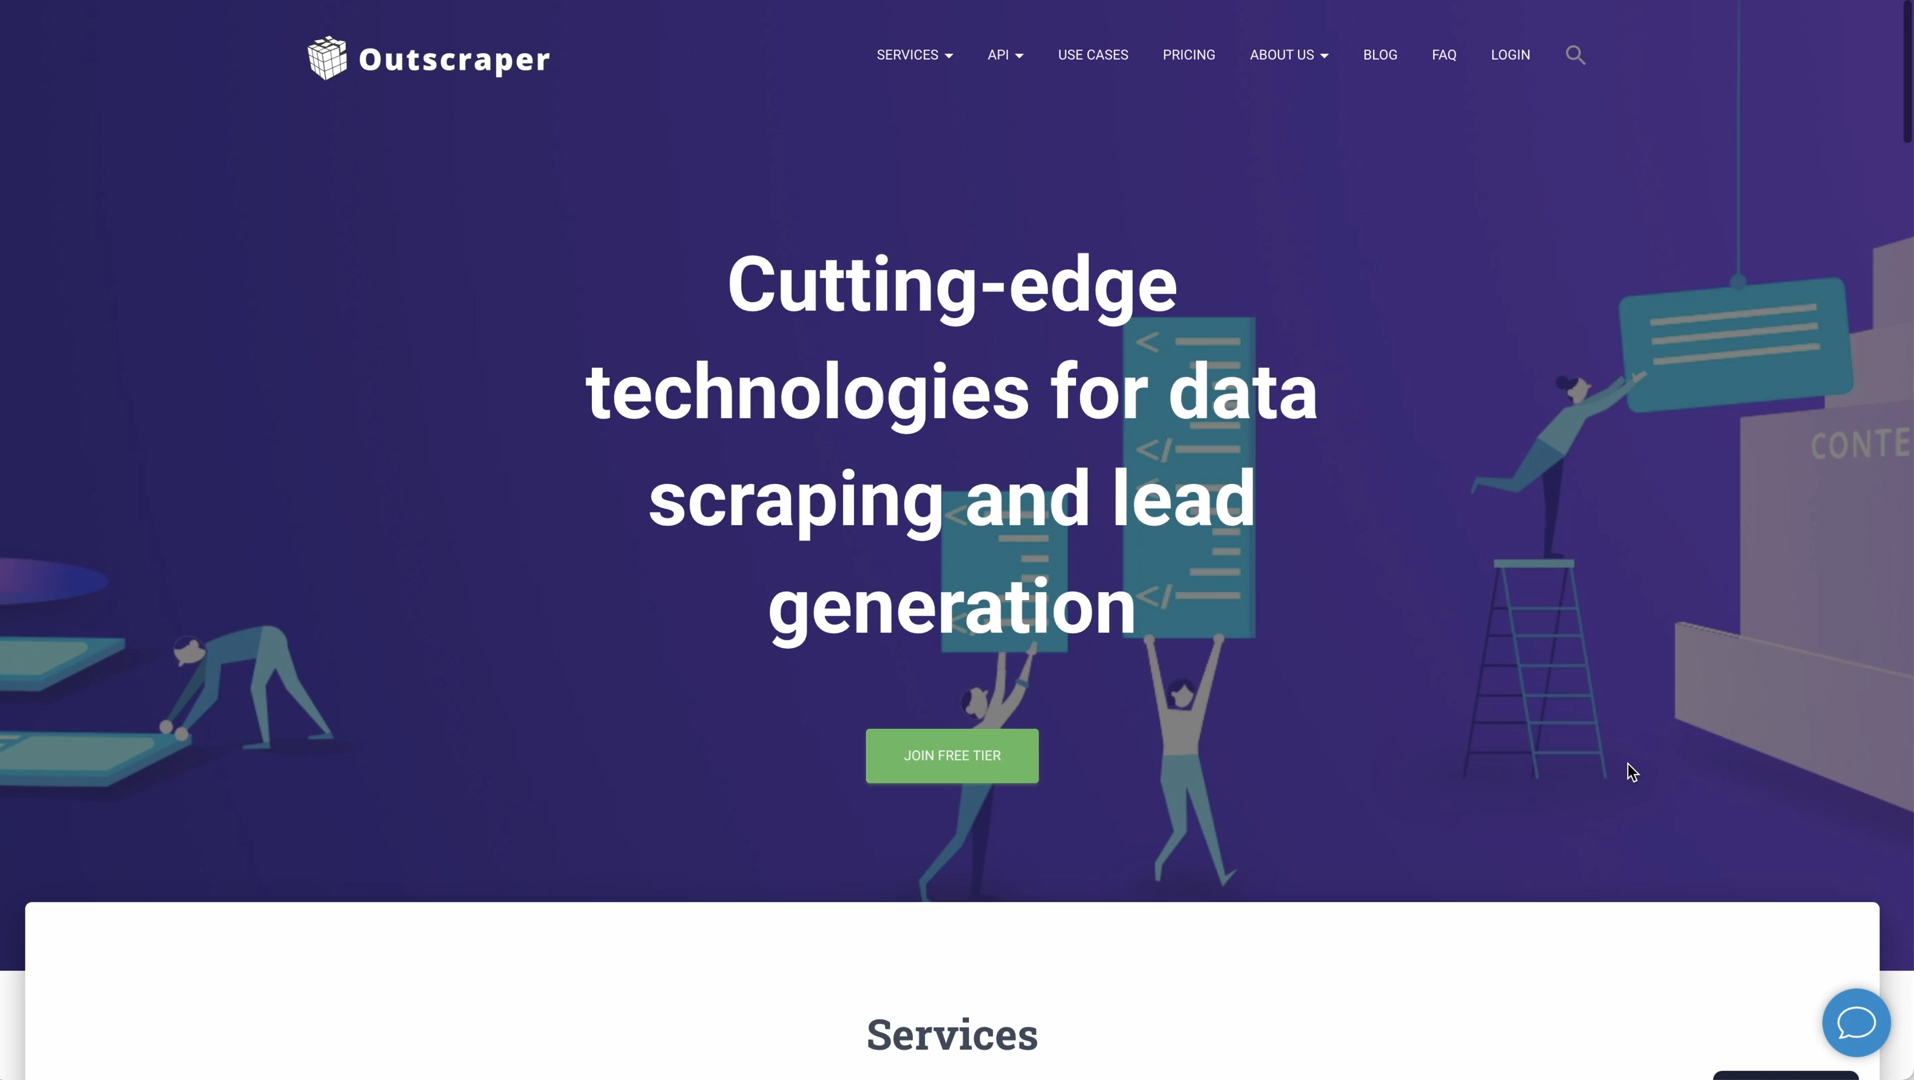 Outscraper
SERVICES
API
USE CASES
PRICING
ABOUT US
BLOG
FAQ
LOGIN
Cutting-edge
technologies for data
scraping and lead
generation
CONTE
JOIN FREE TIER
Services